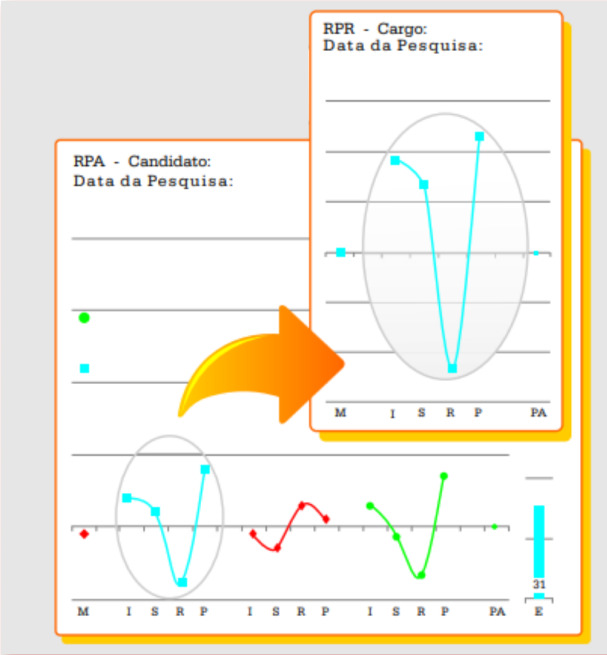 RPR - Cargo:
Data da Pesquisa:
M I S R P PA
RPA - Candidato:
Data da Pesquisa:
31
M I S R P I S R P I S R P PA E